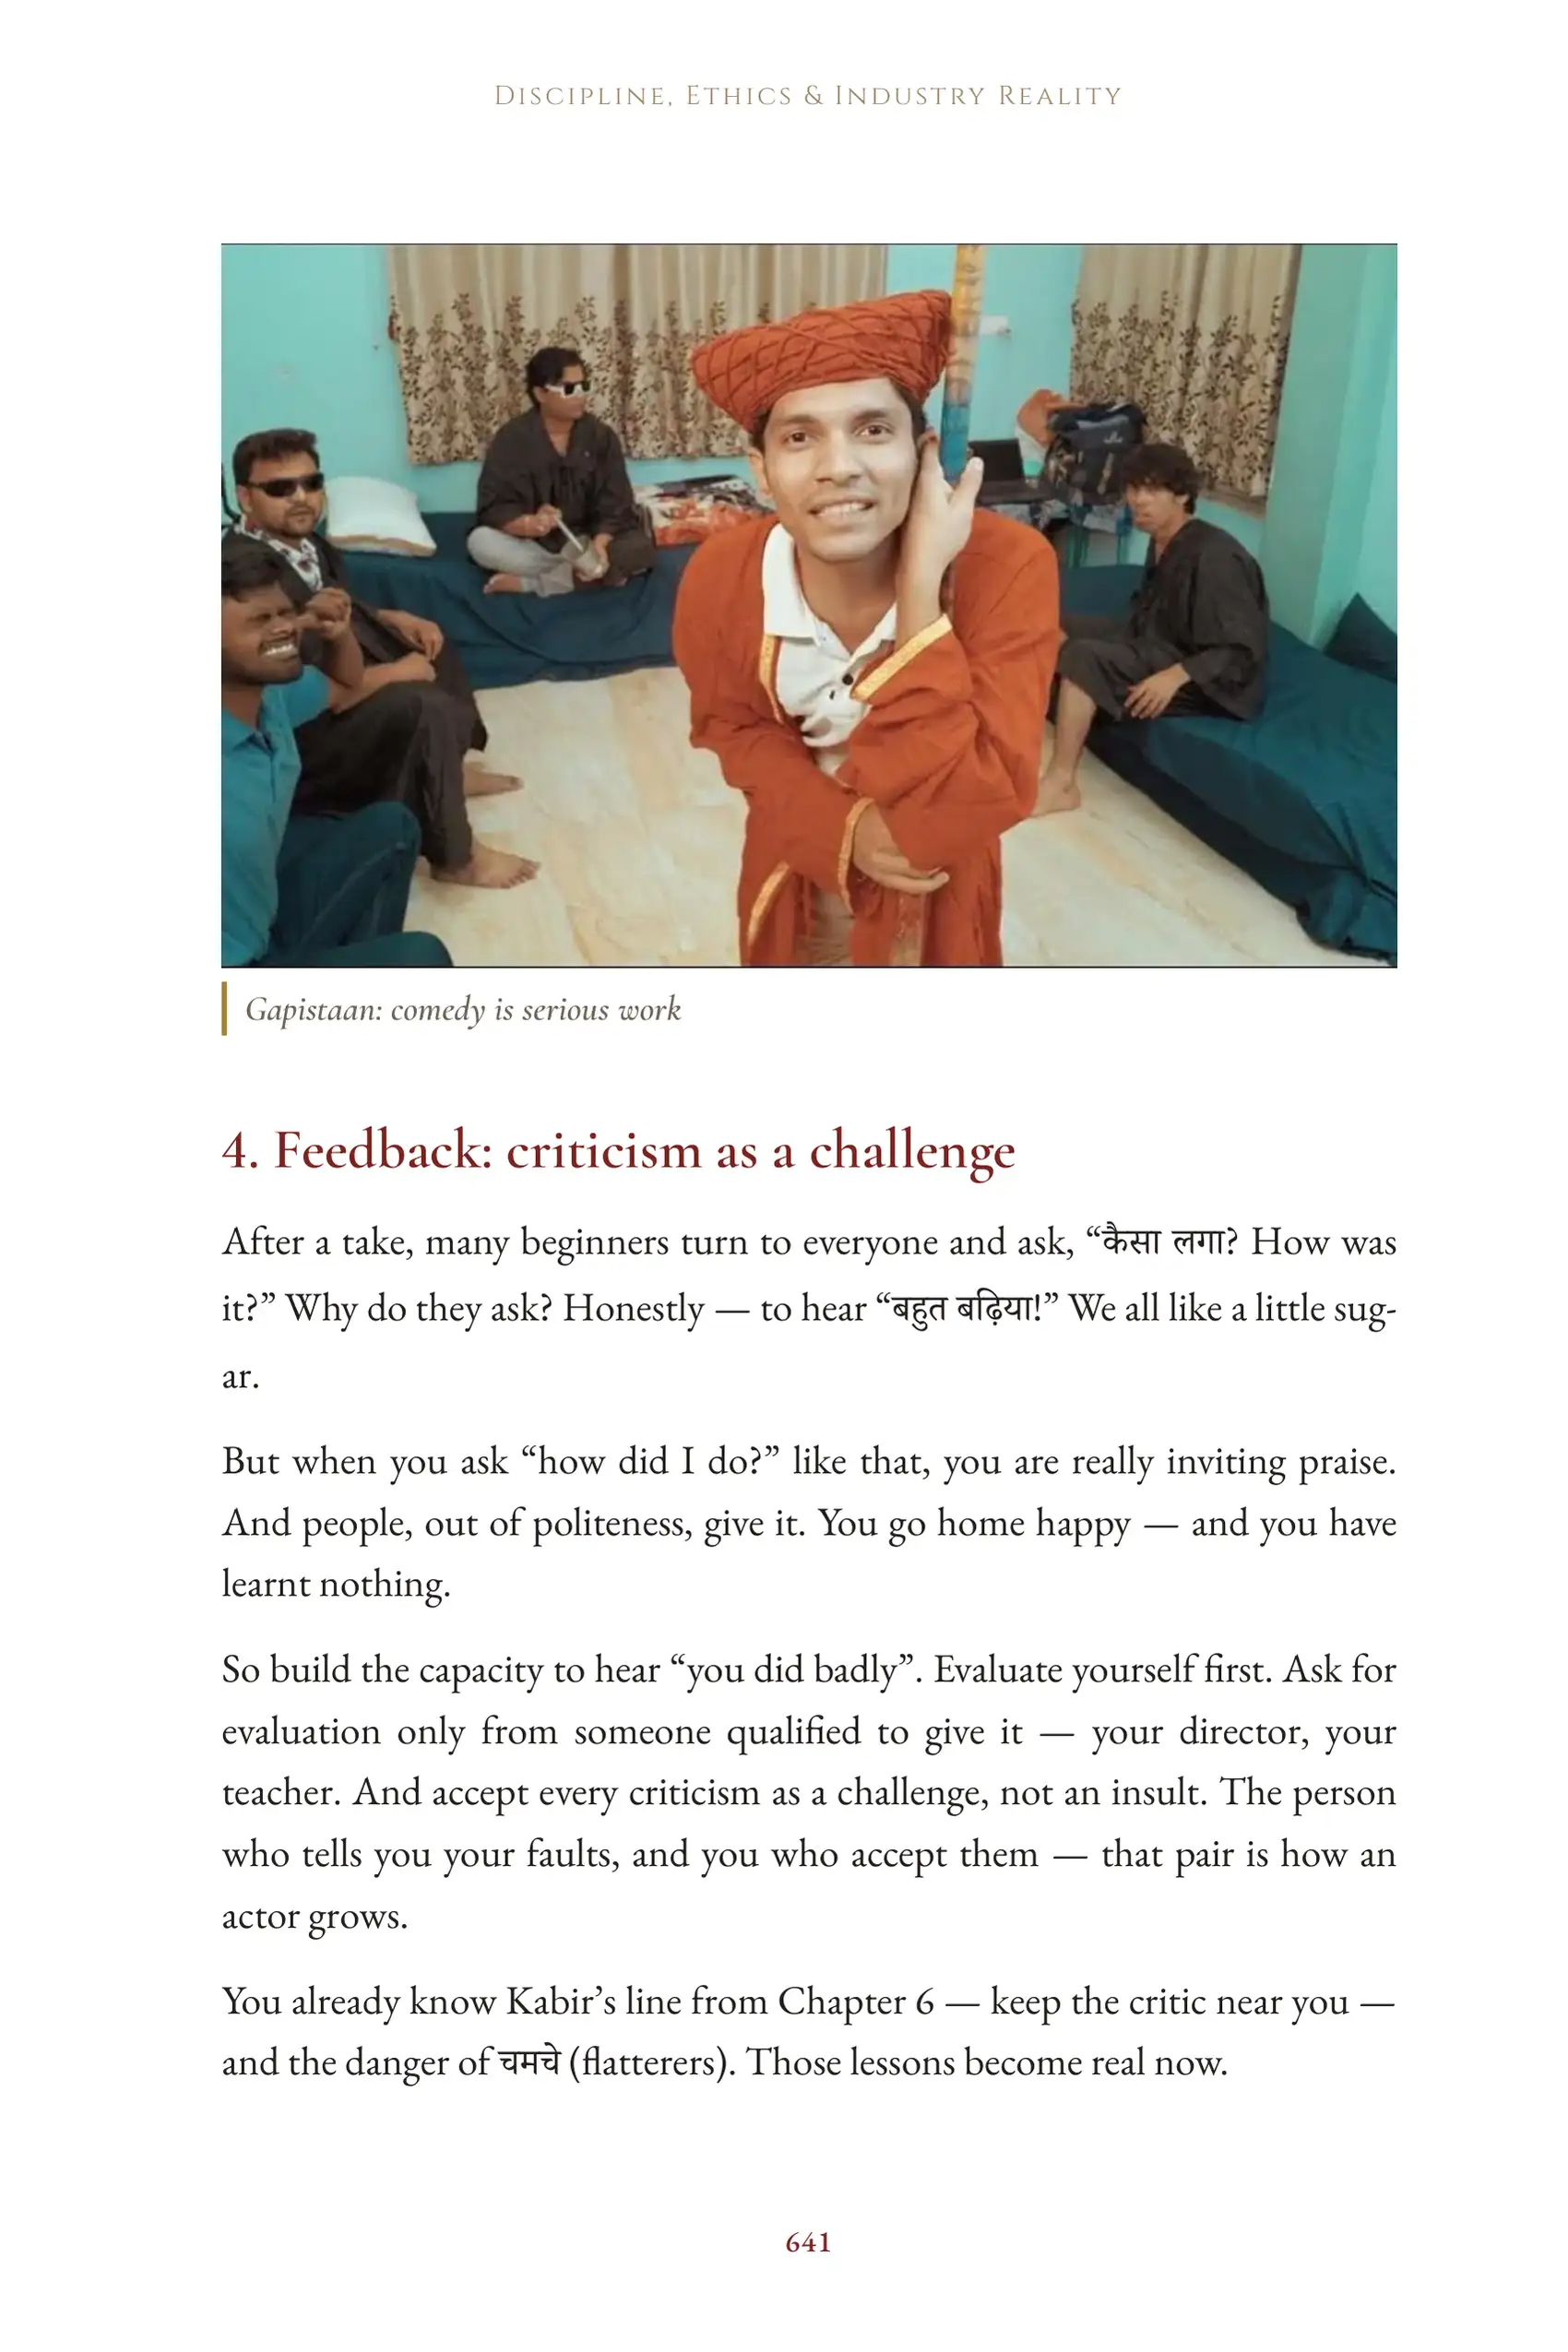 Discipline, Ethics & Industry Reality
Gapistaan: comedy is serious work
4. Feedback: criticism as a challenge
After a take, many beginners turn to everyone and ask, “कैसा लगा? How was
it?” Why do they ask? Honestly — to hear “बहुत बढ़िया!” We all like a little sug-
ar.
But when you ask “how did I do?” like that, you are really inviting praise.
And people, out of politeness, give it. You go home happy — and you have
learnt nothing.
So build the capacity to hear “you did badly”. Evaluate yourself first. Ask for
evaluation only from someone qualified to give it — your director, your
teacher. And accept every criticism as a challenge, not an insult. The person
who tells you your faults, and you who accept them — that pair is how an
actor grows.
You already know Kabir’s line from Chapter 6 — keep the critic near you —
and the danger of चमचे (flatterers). Those lessons become real now.
641